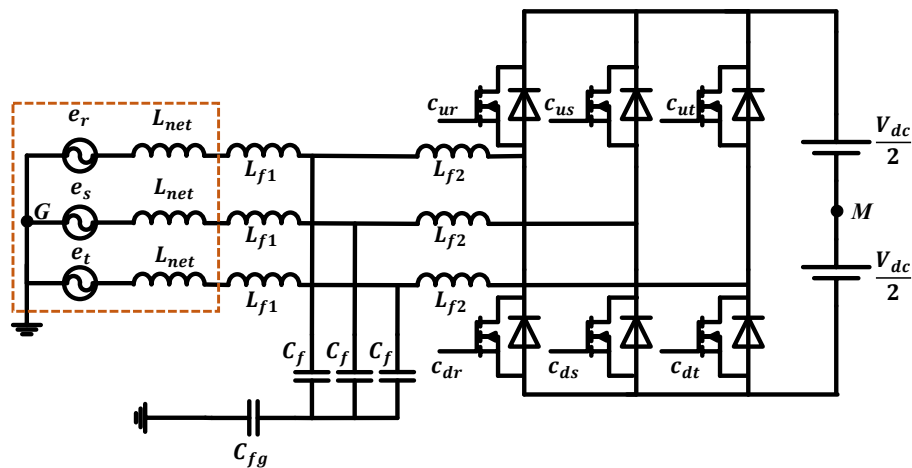 c_ur
c_us
c_ut
e_r
L_net
L_f1
L_f2
V_dc/2
e_s
L_net
G
L_f1
L_f2
M
e_t
L_net
L_f1
L_f2
V_dc/2
C_f
C_f
C_f
c_dr
c_ds
c_dt
C_fg